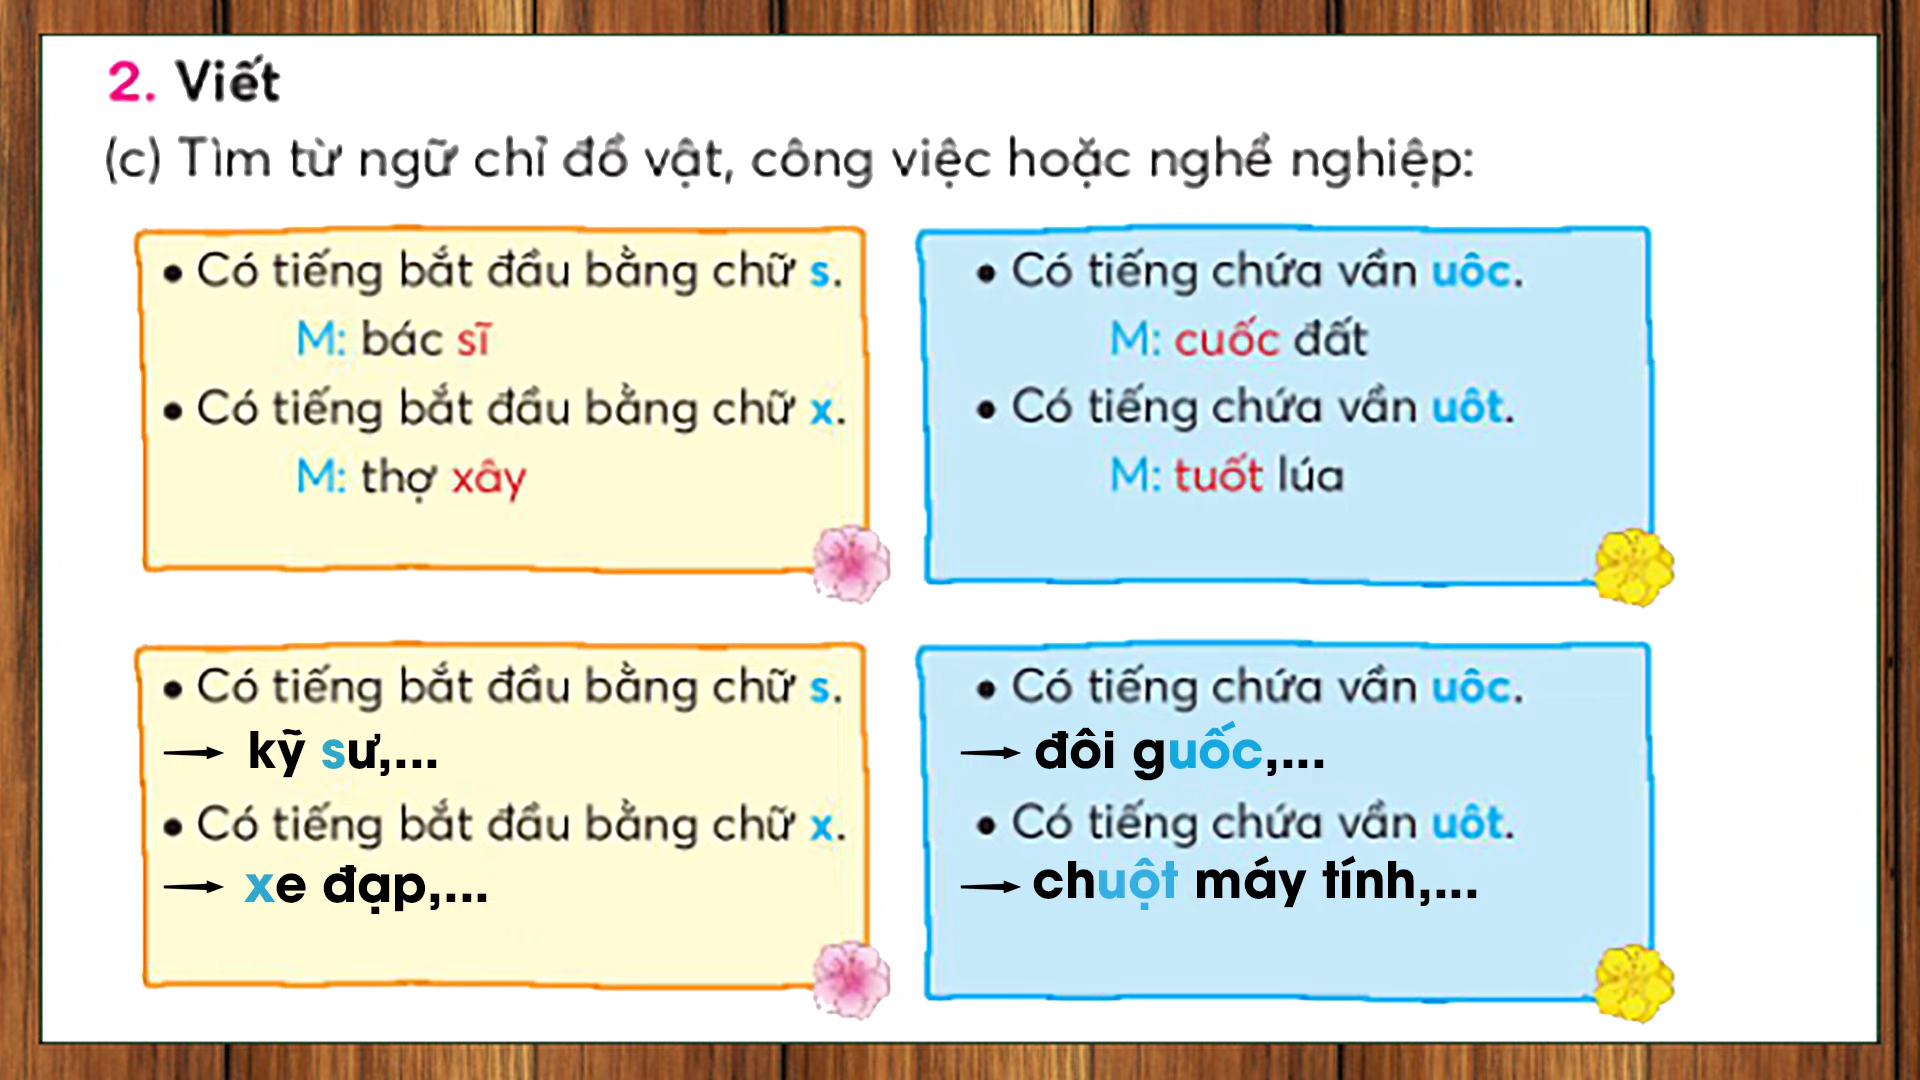 2. Viết
(c) Tìm từ ngữ chỉ đồ vật, công việc hoặc nghề nghiệp:
• Có tiếng bắt đầu bằng chữ s.
M: bác sĩ
• Có tiếng bắt đầu bằng chữ x.
M: thợ xây
• Có tiếng chứa vần uôc.
M: cuốc đất
• Có tiếng chứa vần uôt.
M: tuốt lúa
• Có tiếng bắt đầu bằng chữ s.
→ kỹ sư,...
• Có tiếng bắt đầu bằng chữ x.
→ xe đạp,...
• Có tiếng chứa vần uôc.
→ đôi guốc,...
• Có tiếng chứa vần uôt.
→ chuột máy tính,...